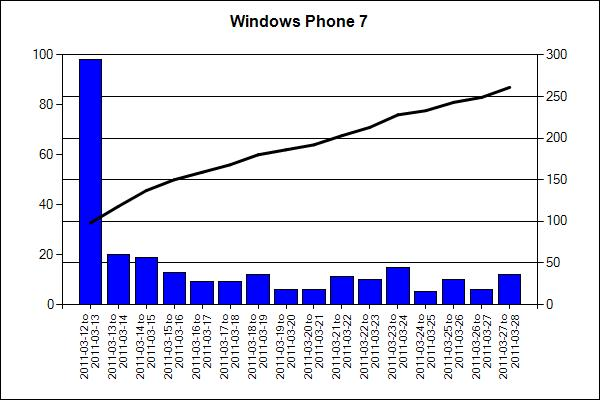 Windows Phone 7
100
80
60
40
20
0
300
250
200
150
100
50
0
2011-03-12 to
2011-03-13
2011-03-13 to
2011-03-14
2011-03-14 to
2011-03-15
2011-03-15 to
2011-03-16
2011-03-16 to
2011-03-17
2011-03-17 to
2011-03-18
2011-03-18 to
2011-03-19
2011-03-19 to
2011-03-20
2011-03-20 to
2011-03-21
2011-03-21 to
2011-03-22
2011-03-22 to
2011-03-23
2011-03-23 to
2011-03-24
2011-03-24 to
2011-03-25
2011-03-25 to
2011-03-26
2011-03-26 to
2011-03-27
2011-03-27 to
2011-03-28